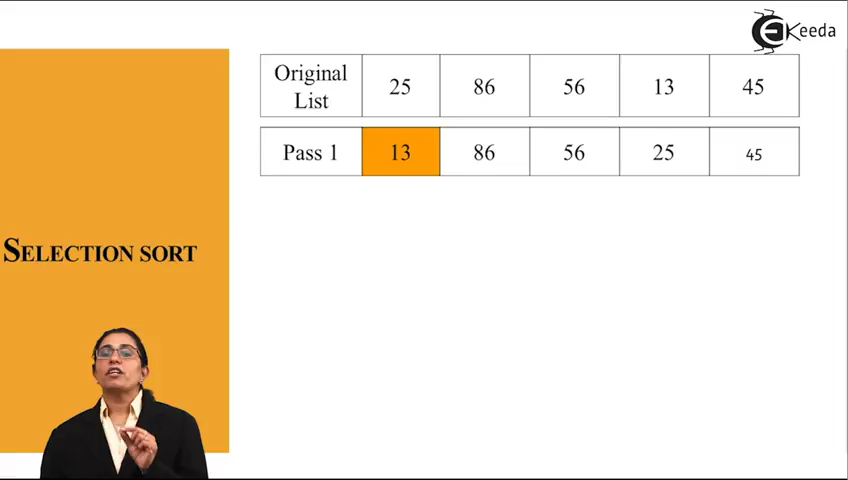 EKeeda
Original List 25 86 56 13 45
Pass 1 13 86 56 25 45
SELECTION SORT